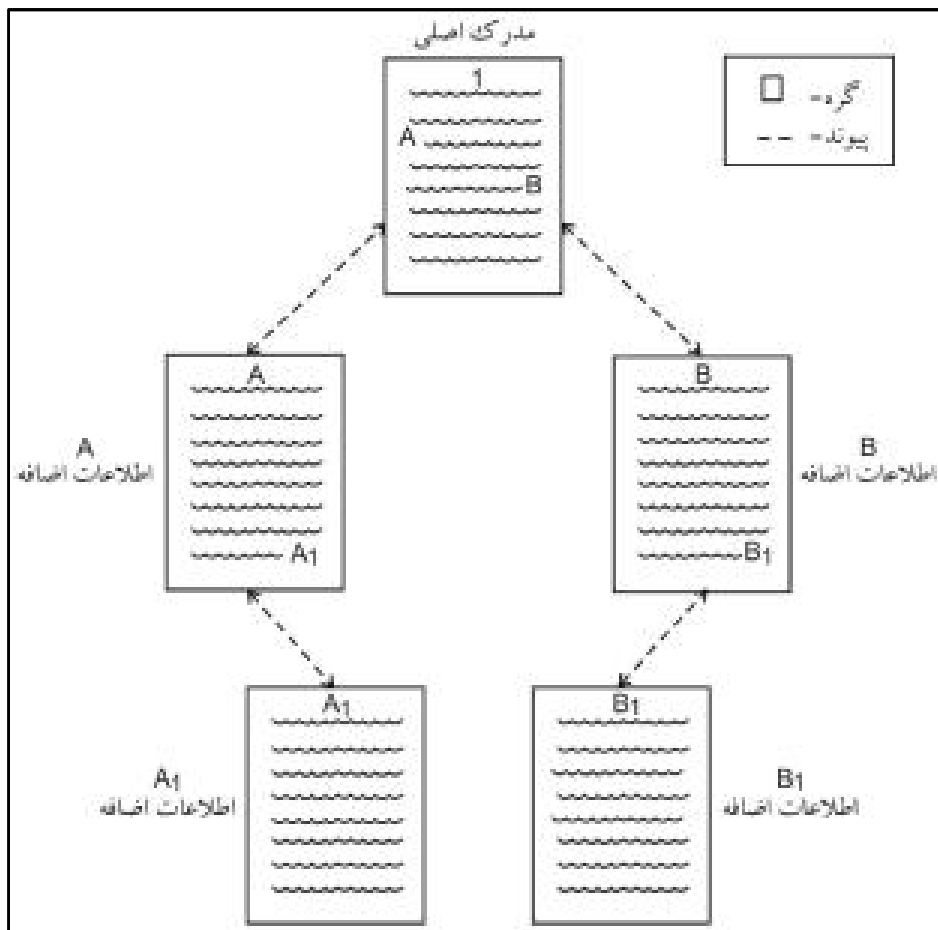 مدرک اصلی
1
گره -
پیوند -
A
B
A
B
A
اطلاعات اضافه
B
اطلاعات اضافه
A1
B1
A1
B1
A1
اطلاعات اضافه
B1
اطلاعات اضافه